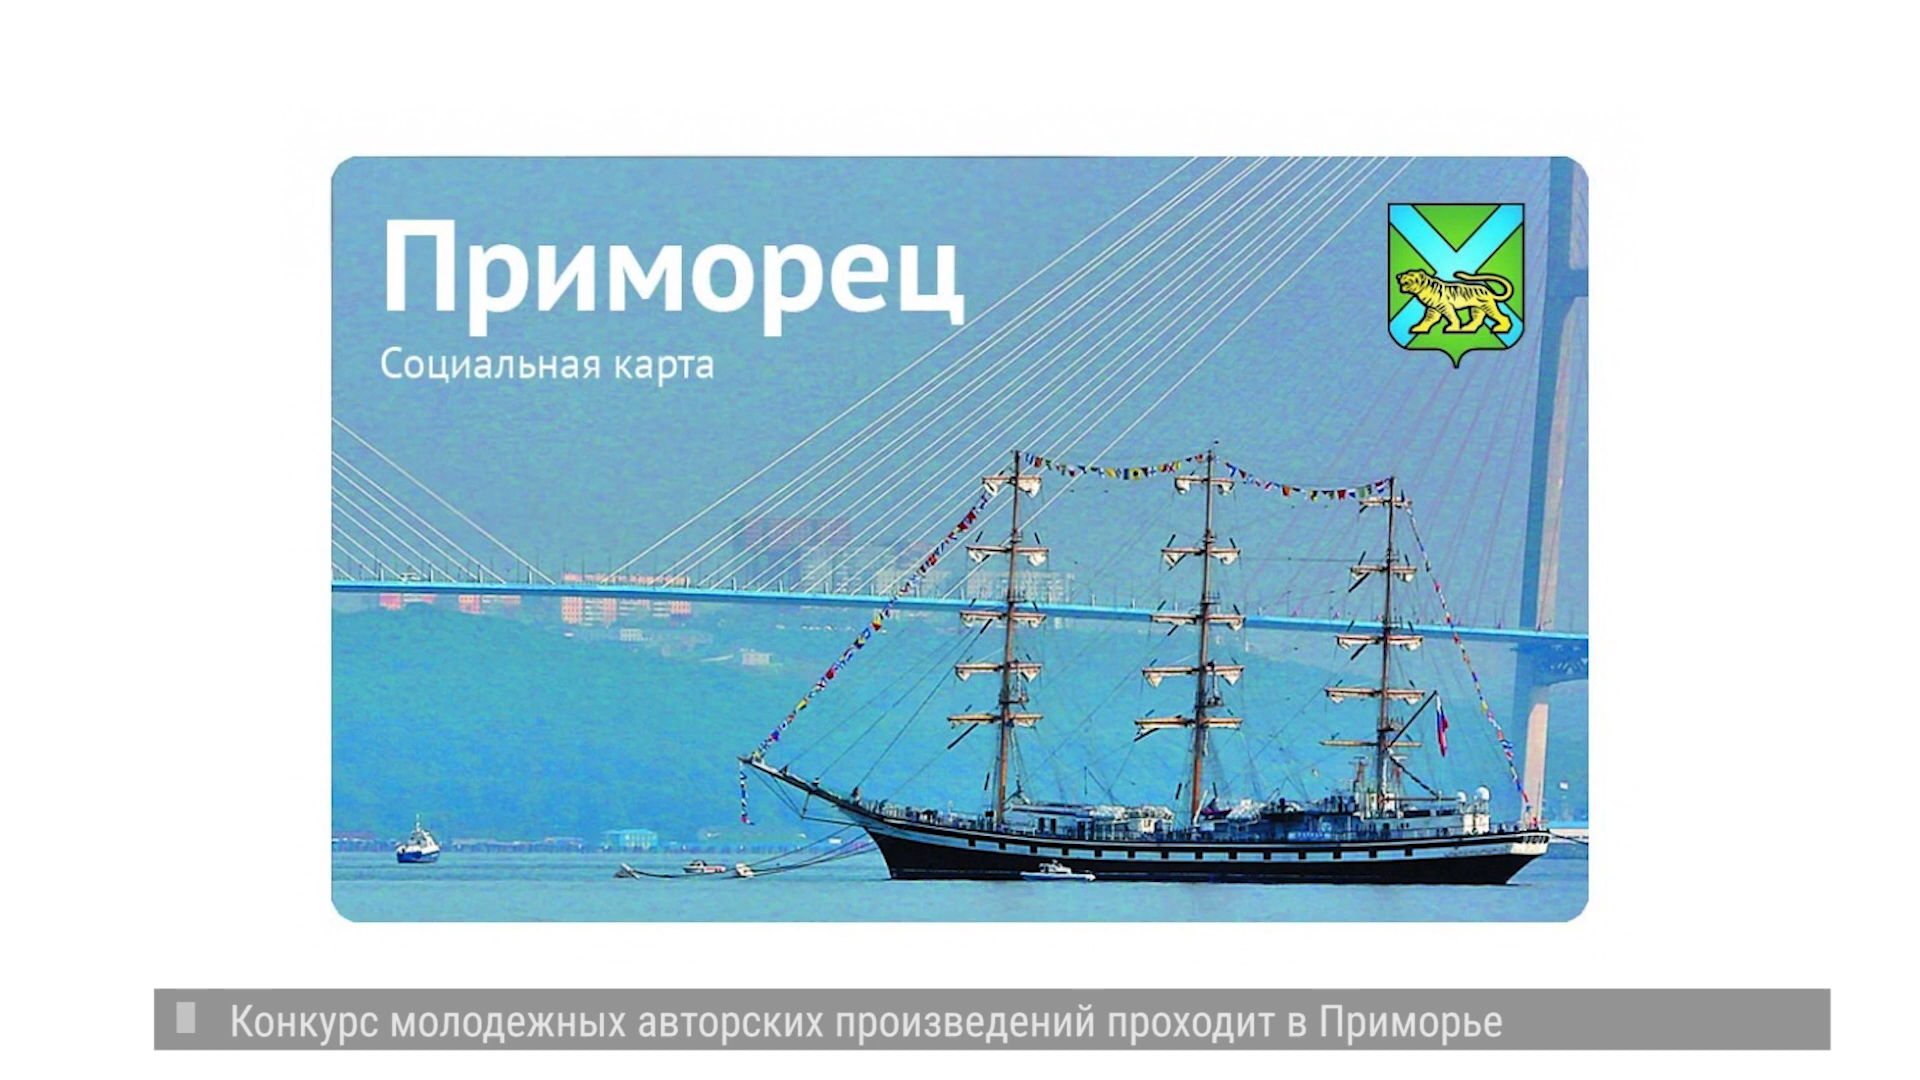 Приморец
Социальная карта
Конкурс молодежных авторских произведений проходит в Приморье